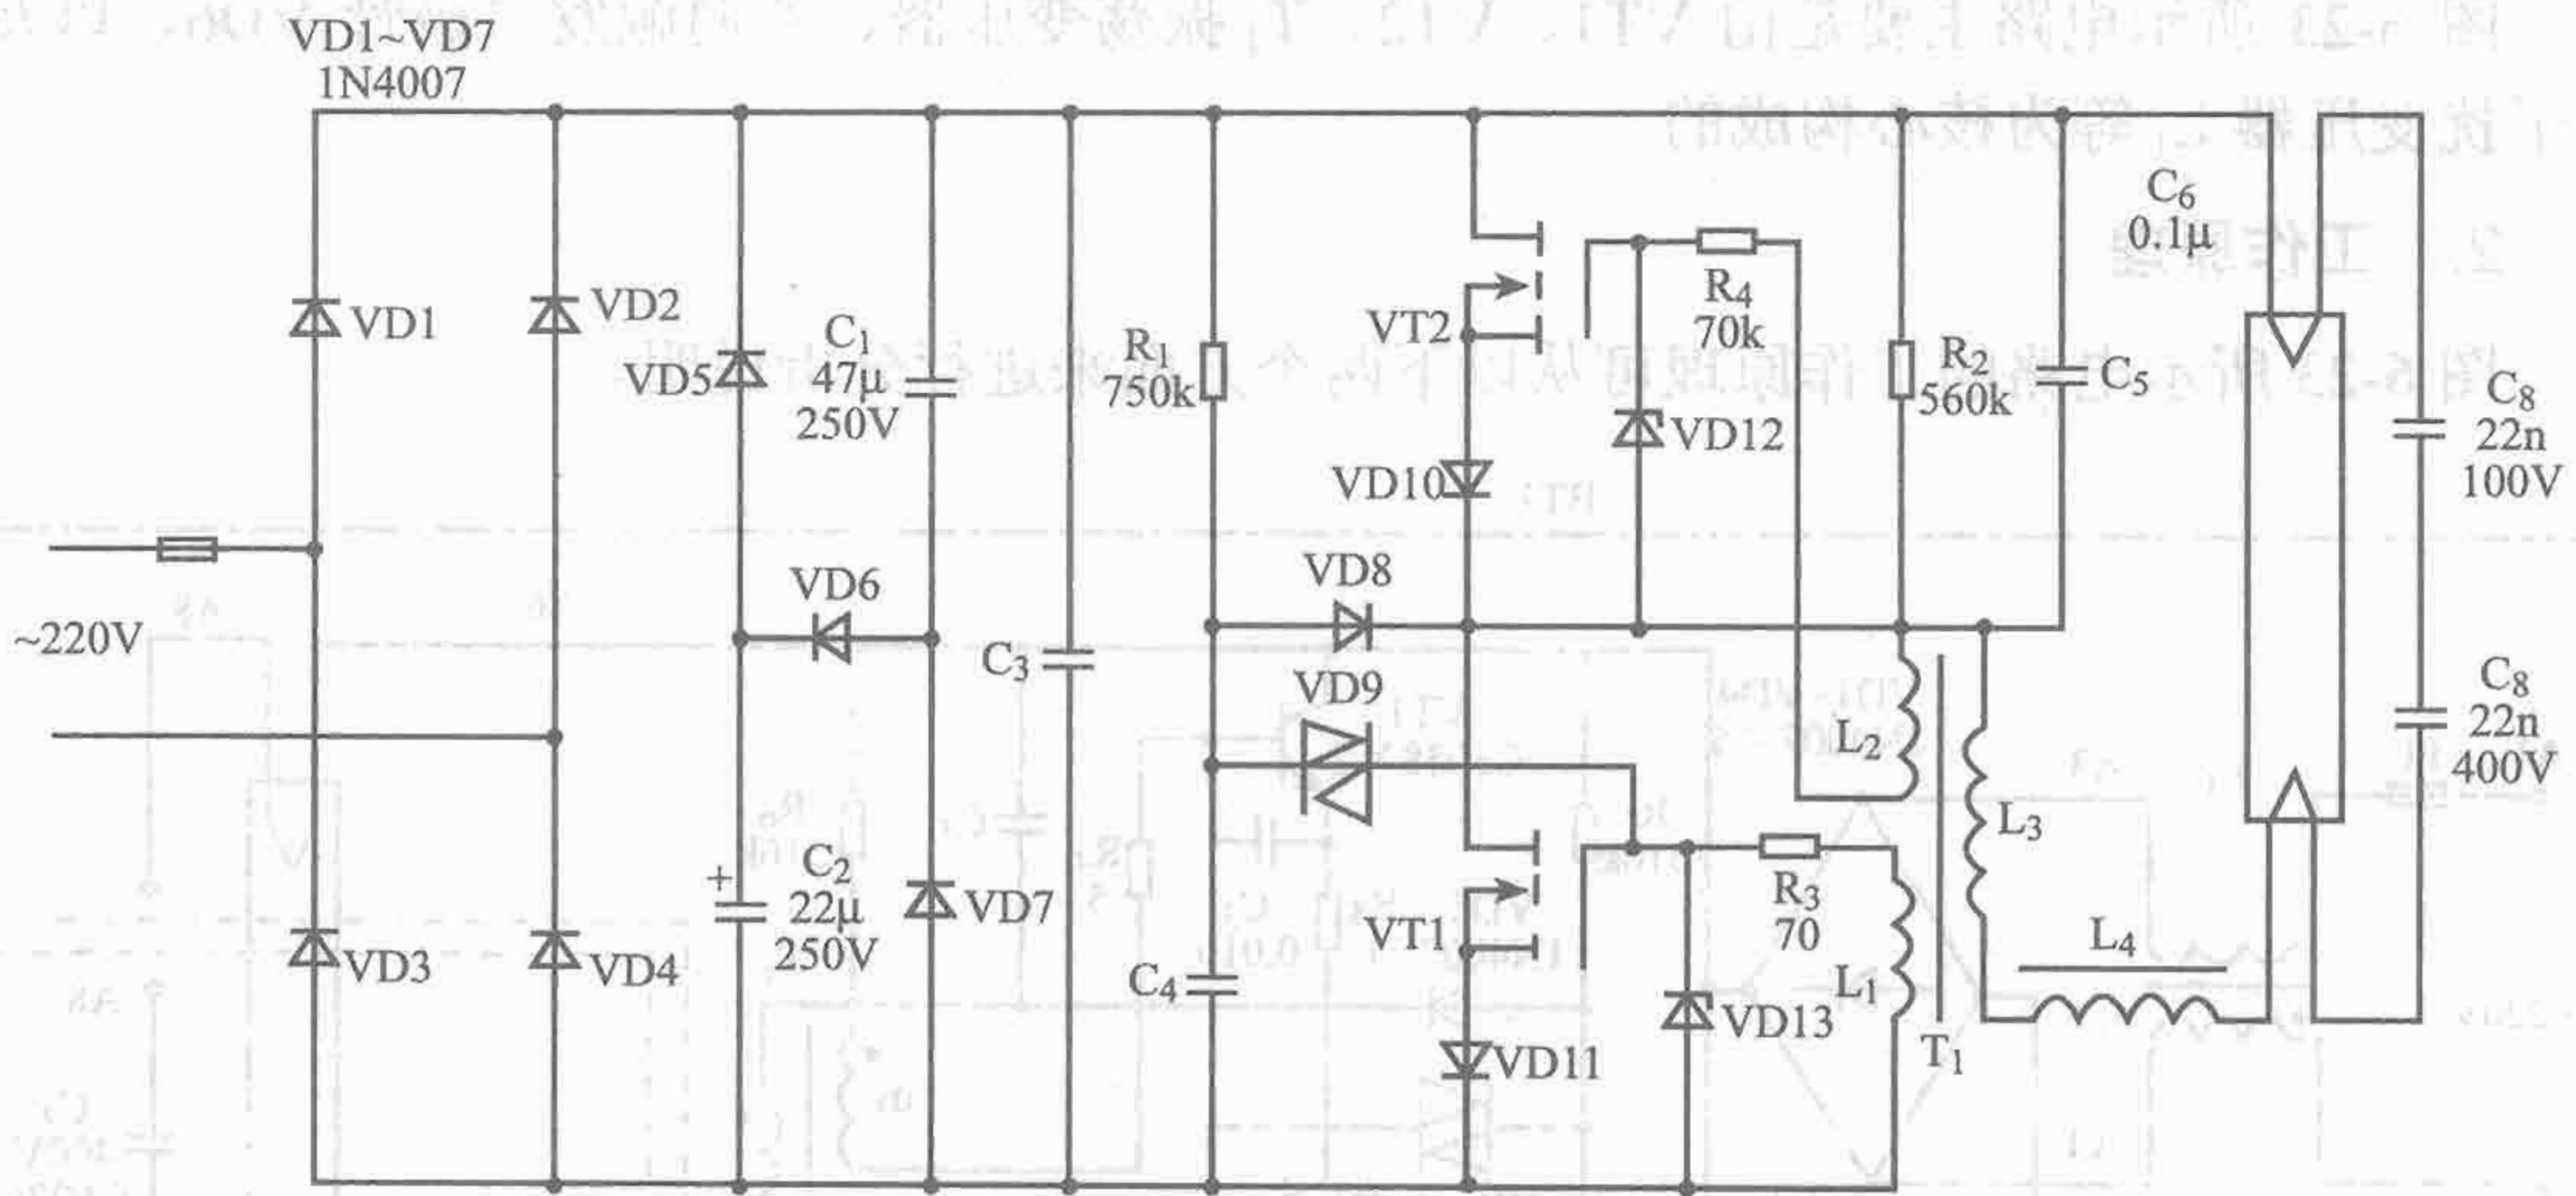 VD1~VD7
1N4007
VD1
VD2
VD5
C₁
47μ
250V
R₁
750k
VT2
R₄
70k
VD12
VD10
R₂
560k
C₅
C₆
0.1μ
C₈
22n
100V
~220V
VD6
VD8
C₃
VD9
L₂
L₃
C₈
22n
400V
VD3
VD4
+
C₂
22μ
250V
VD7
C₄
VT1
R₃
70
L₁
L₄
VD11
VD13
T₁